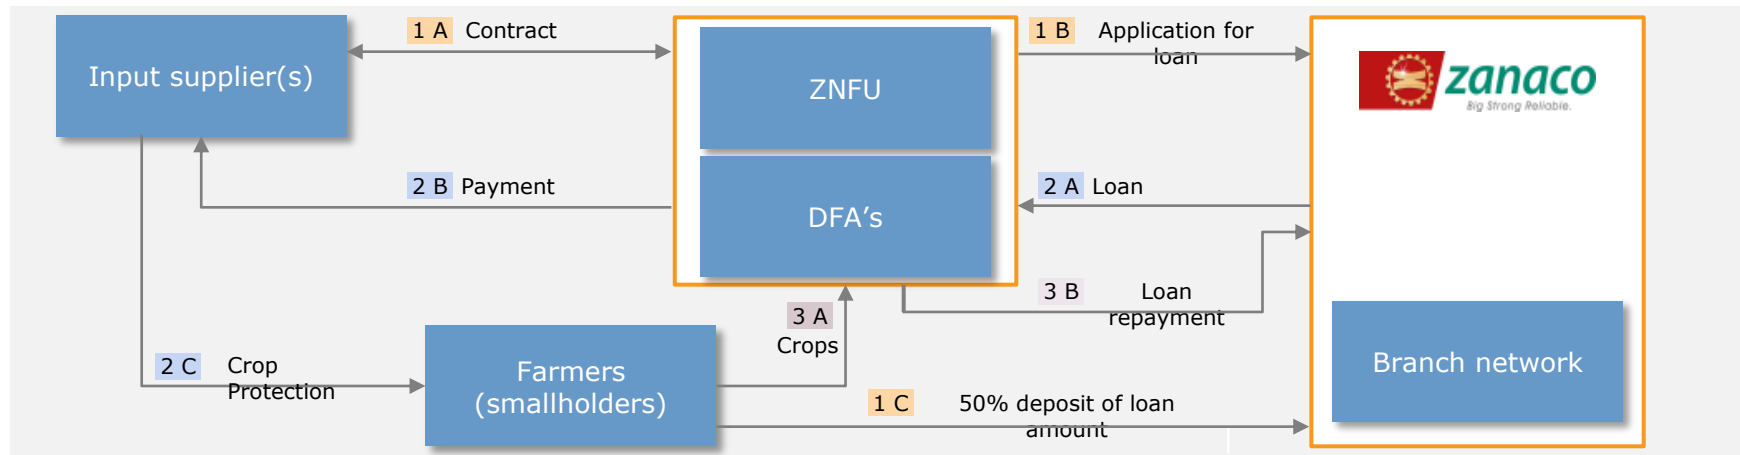 1 A Contract
1 B Application for
loan
Input supplier(s)
ZNFU
zanaco
Big Strong Reliable.
2 B Payment
2 A Loan
DFA's
3 B Loan
repayment
3 A
Crops
2 C Crop
Protection
Farmers
(smallholders)
Branch network
1 C 50% deposit of loan
amount